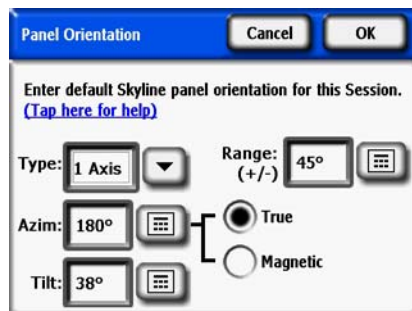 Panel Orientation Cancel OK
Enter default Skyline panel orientation for this Session.
(Tap here for help)
Type: 1 Axis Range: (+/-) 45°
Azim: 180° True
Magnetic
Tilt: 38°